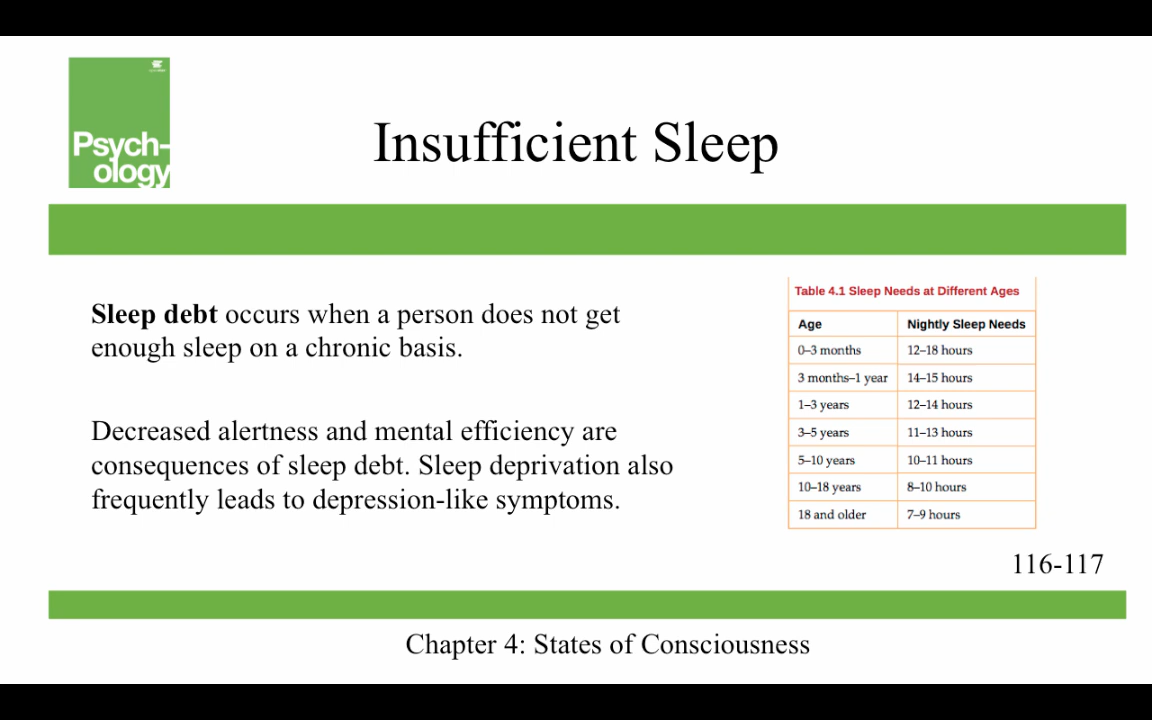 Psych-
ology
Insufficient Sleep
Sleep debt occurs when a person does not get
enough sleep on a chronic basis.
Decreased alertness and mental efficiency are
consequences of sleep debt. Sleep deprivation also
frequently leads to depression-like symptoms.
Table 4.1 Sleep Needs at Different Ages
Age Nightly Sleep Needs
0–3 months 12–18 hours
3 months–1 year 14–15 hours
1–3 years 12–14 hours
3–5 years 11–13 hours
5–10 years 10–11 hours
10–18 years 8–10 hours
18 and older 7–9 hours
116-117
Chapter 4: States of Consciousness